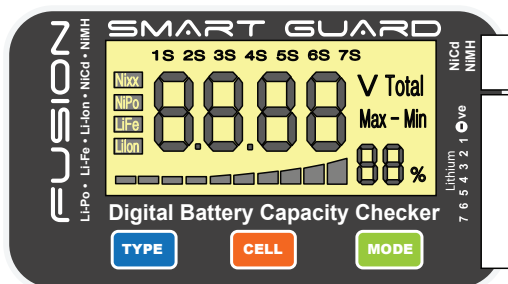 SMART GUARD
FUSION
Li-Po • Li-Fe • Li-Ion • NiCd • NiMH
1S 2S 3S 4S 5S 6S 7S
Nixx
NiPo
LiFe
LiIon
8.8.88
V Total
Max – Min
88 %
NiCd
NiMH
Lithium
7 6 5 4 3 2 1 -ve
Digital Battery Capacity Checker
TYPE
CELL
MODE